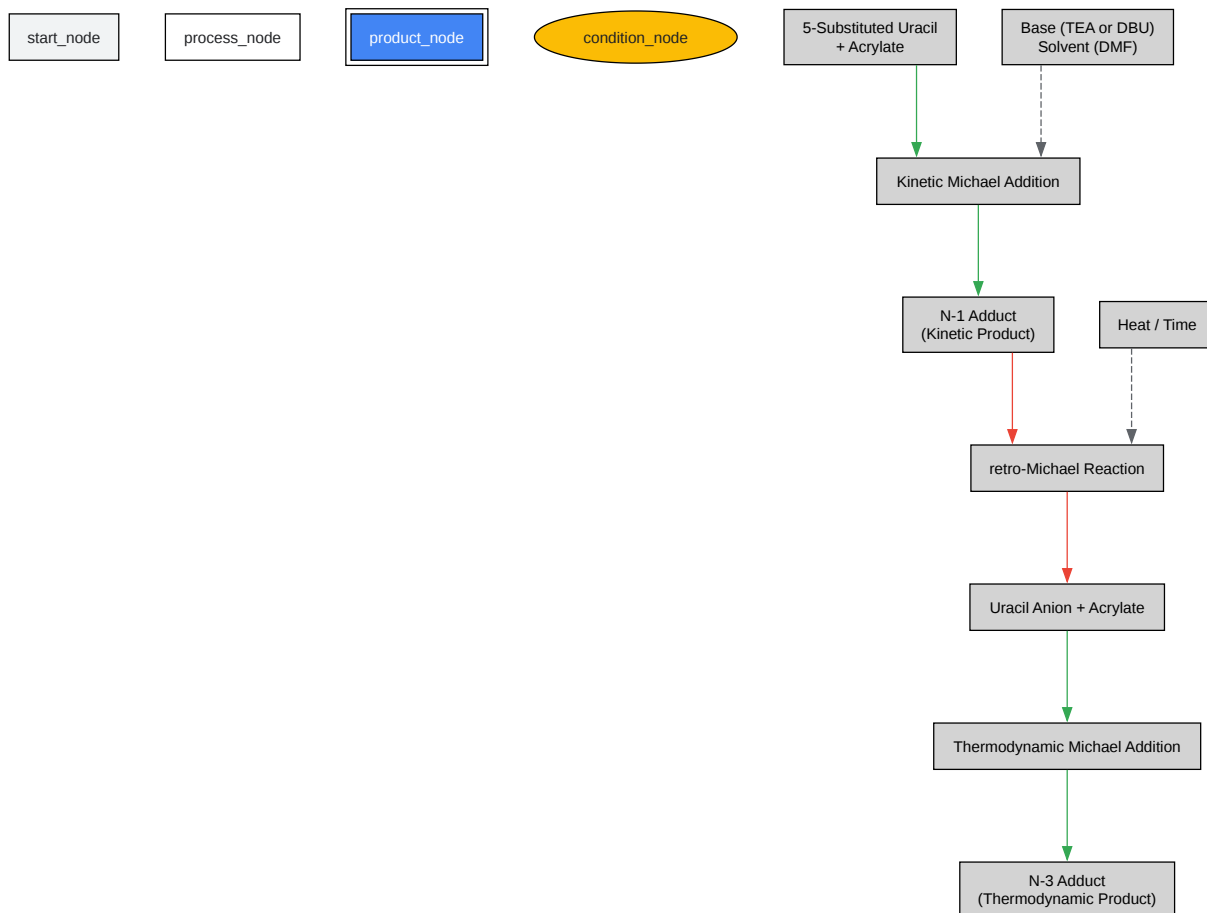 start_node
process_node
product_node
condition_node
5-Substituted Uracil
+ Acrylate
Base (TEA or DBU)
Solvent (DMF)
Kinetic Michael Addition
N-1 Adduct
(Kinetic Product)
Heat / Time
retro-Michael Reaction
Uracil Anion + Acrylate
Thermodynamic Michael Addition
N-3 Adduct
(Thermodynamic Product)